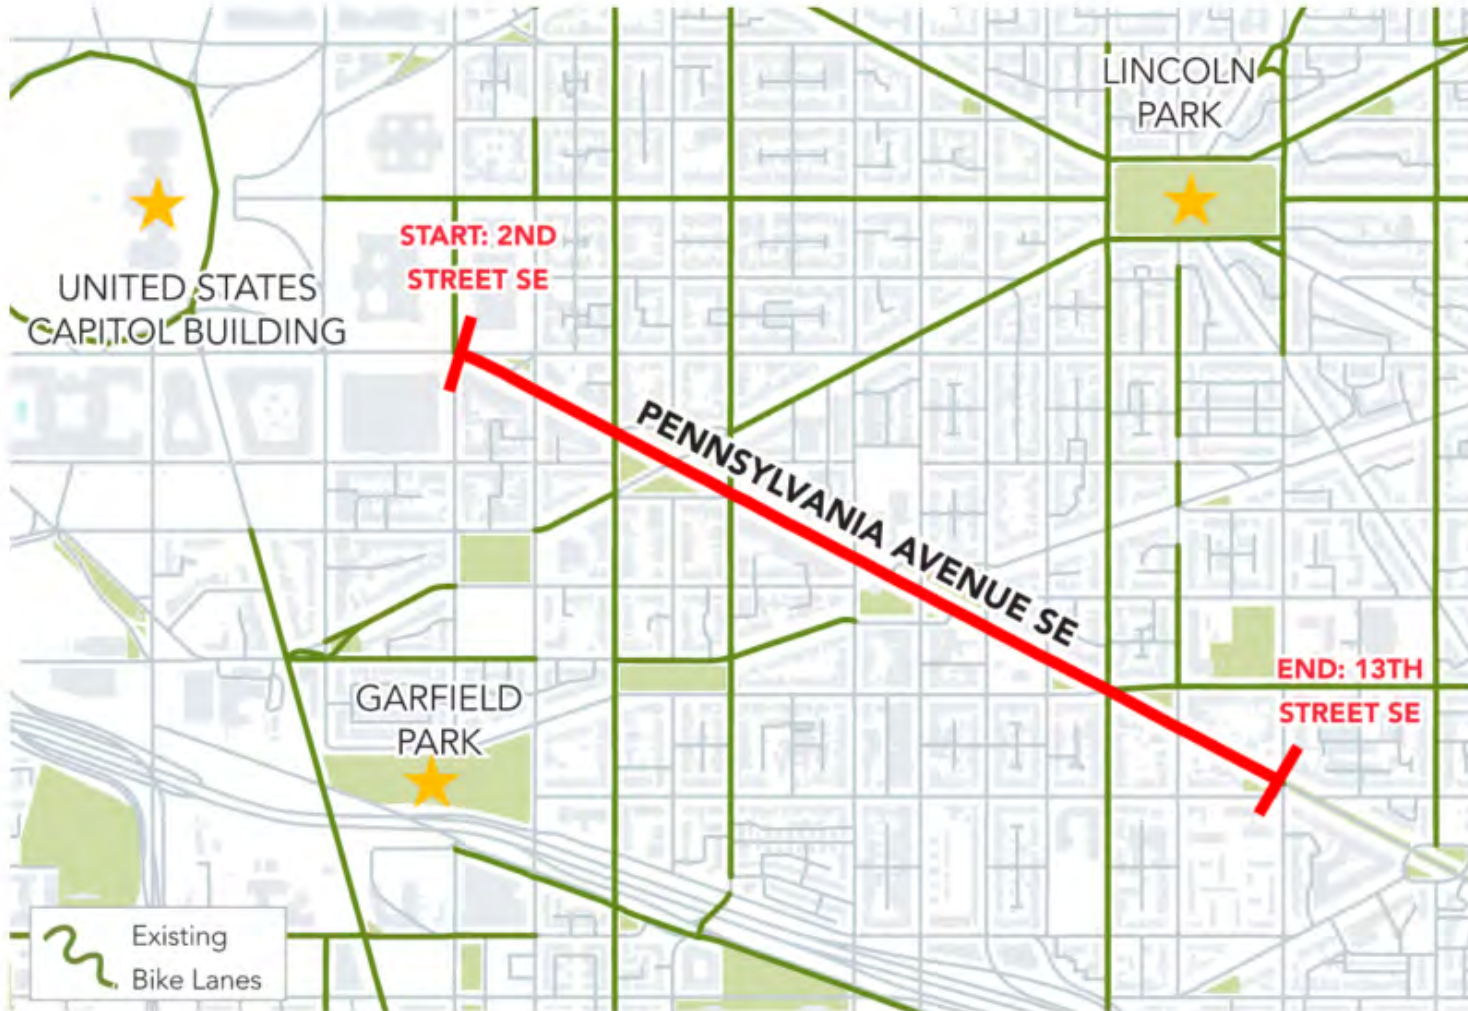 LINCOLN
PARK
START: 2ND
STREET SE
UNITED STATES
CAPITOL BUILDING
PENNSYLVANIA AVENUE SE
END: 13TH
STREET SE
GARFIELD
PARK
Existing
Bike Lanes